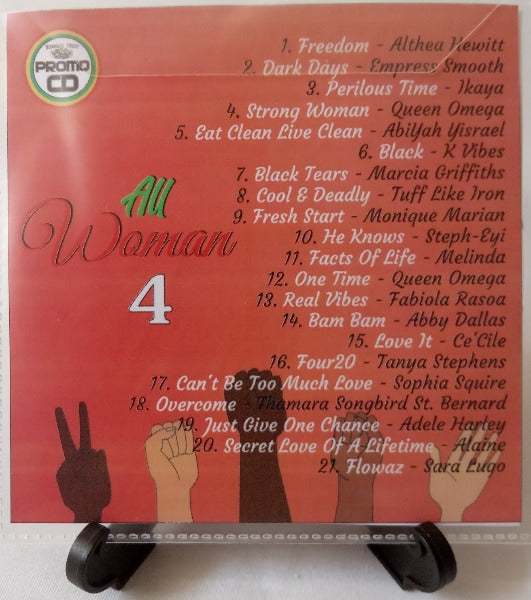 PROMO
CD
1. Freedom - Althea Hewitt
2. Dark Days - Empress Smooth
3. Perilous Time - Ikaya
4. Strong Woman - Queen Omega
5. Eat Clean Live Clean - Abiyah Yisrael
6. Black - K Vibes
7. Black Tears - Marcia Griffiths
8. Cool & Deadly - Tuff Like Iron
9. Fresh Start - Monique Marian
10. He Knows - Steph-Eyi
11. Facts Of Life - Melinda
12. One Time - Queen Omega
13. Real Vibes - Fabiola Rasoa
14. Bam Bam - Abby Dallas
15. Love It - Ce'Cile
16. Four20 - Tanya Stephens
17. Can't Be Too Much Love - Sophia Squire
18. Overcome - Thamara Songbird St. Bernard
19. Just Give One Chance - Adele Harley
20. Secret Love Of A Lifetime - Alaine
21. Flowaz - Sara Lugo
All
Woman
4